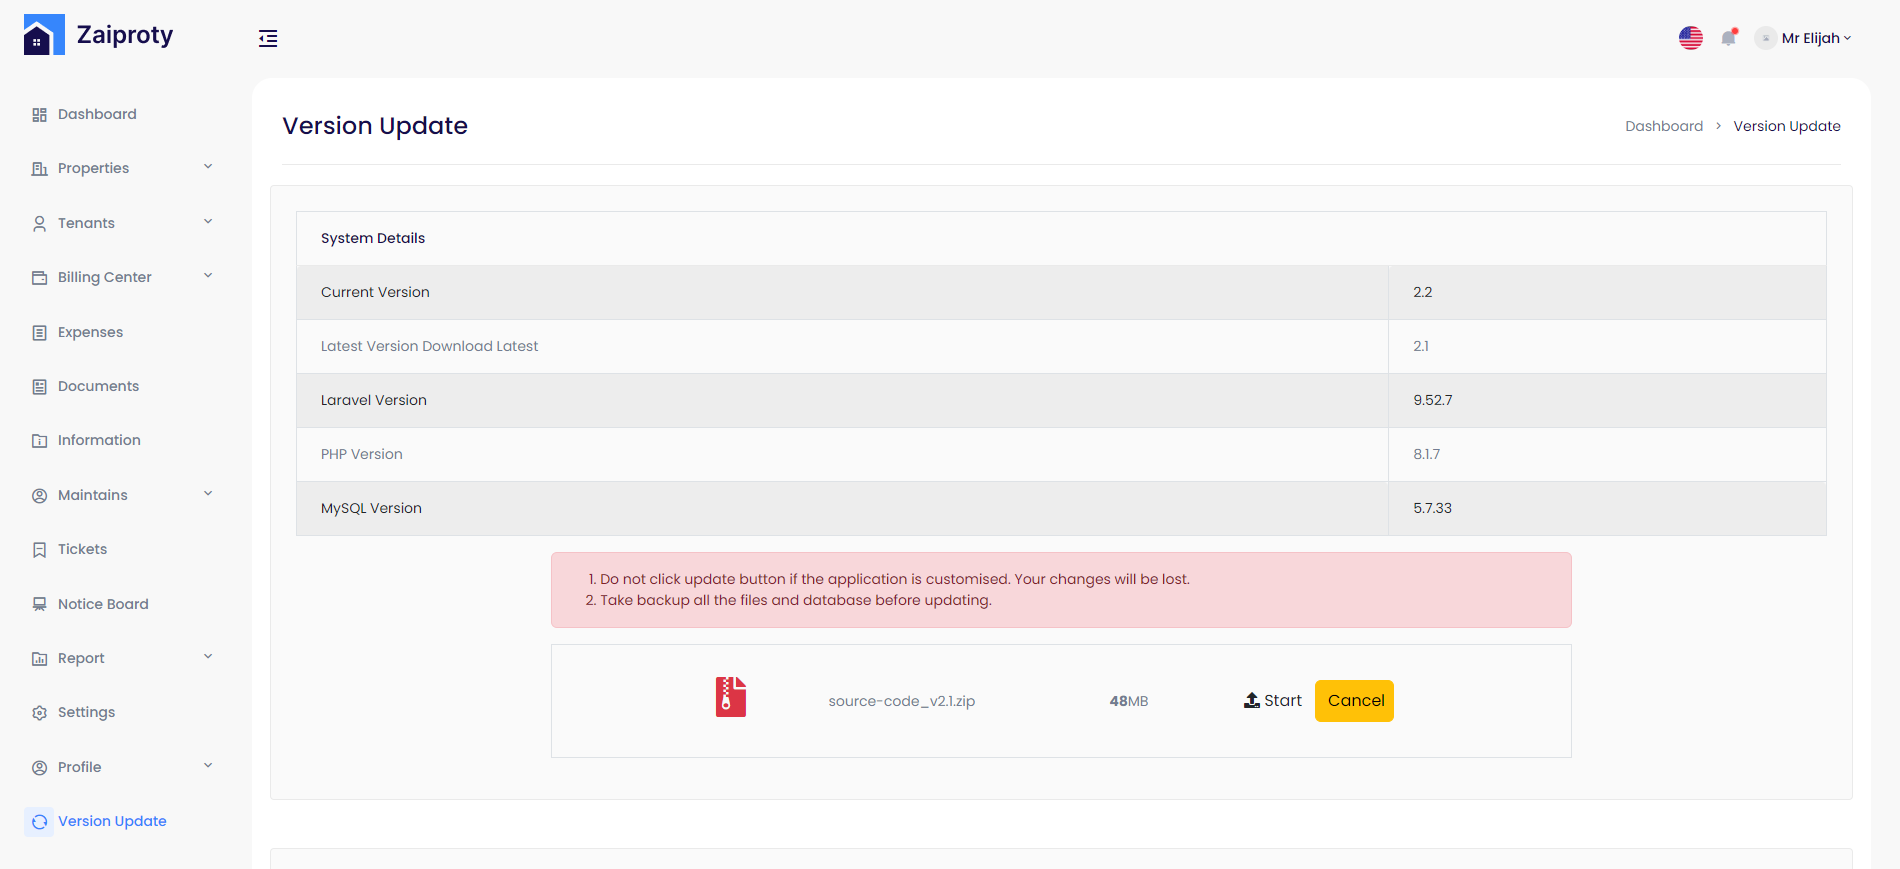 Zaiproty
Mr Elijah
Dashboard
Properties
Tenants
Billing Center
Expenses
Documents
Information
Maintains
Tickets
Notice Board
Report
Settings
Profile
Version Update
Version Update
Dashboard > Version Update
System Details
Current Version 2.2
Latest Version Download Latest 2.1
Laravel Version 9.52.7
PHP Version 8.1.7
MySQL Version 5.7.33
1. Do not click update button if the application is customised. Your changes will be lost.
2. Take backup all the files and database before updating.
source-code_v2.1.zip 48MB Start Cancel